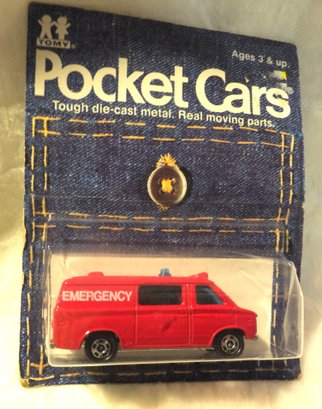 TOMY
Ages 3 & up.
Pocket Cars®
Tough die-cast metal. Real moving parts.
EMERGENCY